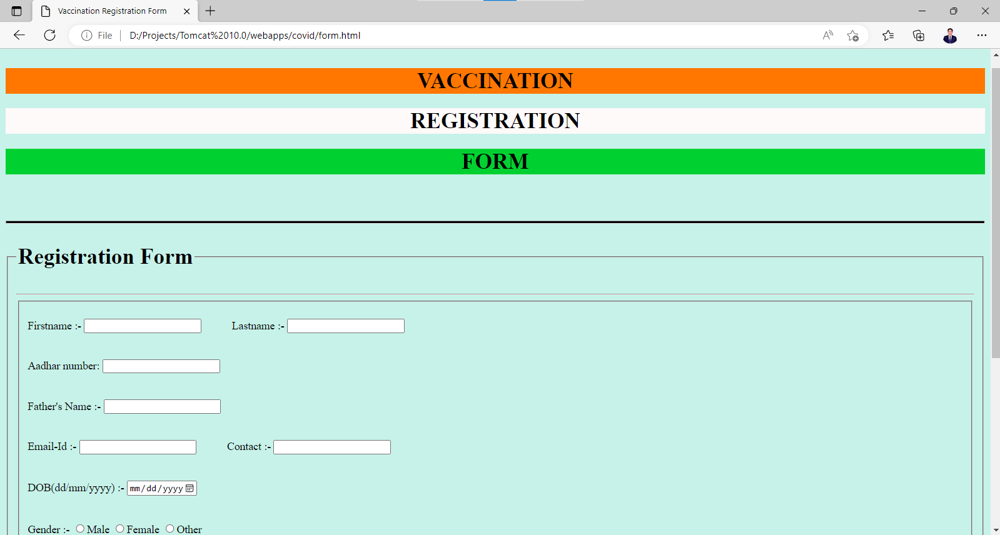 Vaccination Registration Form
File D:/Projects/Tomcat%2010.0/webapps/covid/form.html
VACCINATION
REGISTRATION
FORM
Registration Form
Firstname :- Lastname :-
Aadhar number:
Father's Name :-
Email-Id :- Contact :-
DOB(dd/mm/yyyy) :- mm/dd/yyyy
Gender :- Male Female Other